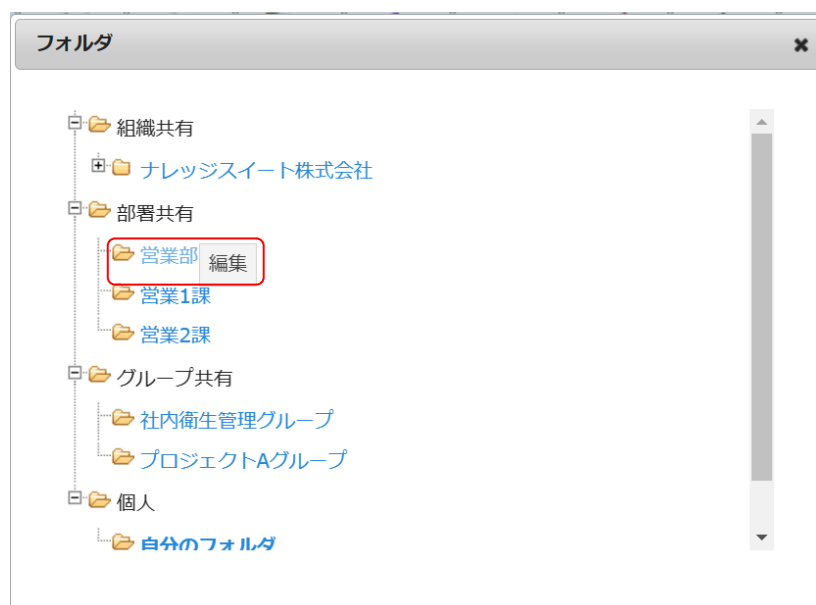 フォルダ
組織共有
ナレッジスイート株式会社
部署共有
営業部 編集
営業1課
営業2課
グループ共有
社内衛生管理グループ
プロジェクトAグループ
個人
自分のフォルダ